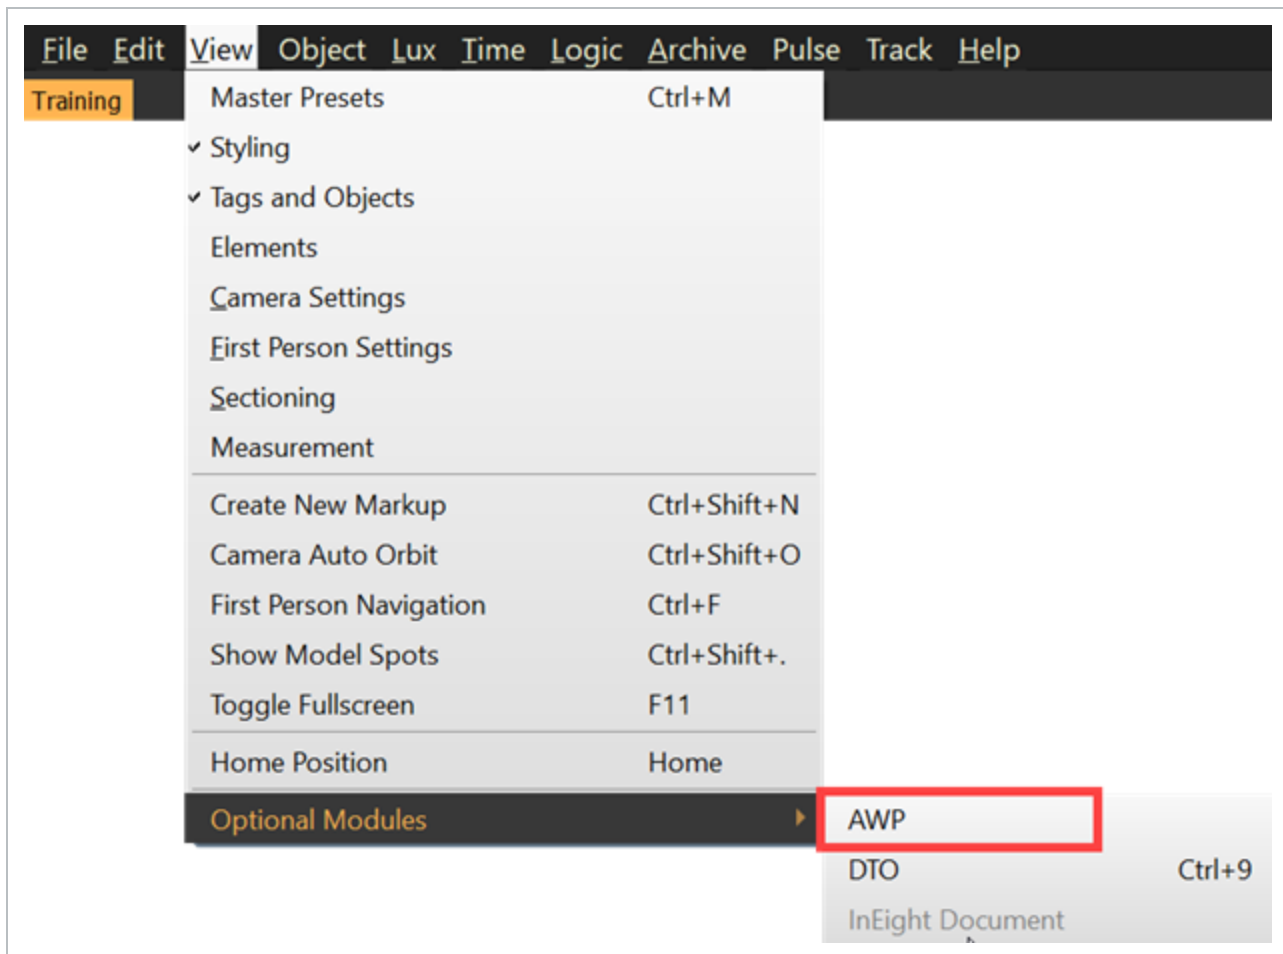 File Edit View Object Lux Time Logic Archive Pulse Track Help
Training
Master Presets Ctrl+M
Styling
Tags and Objects
Elements
Camera Settings
First Person Settings
Sectioning
Measurement
Create New Markup Ctrl+Shift+N
Camera Auto Orbit Ctrl+Shift+O
First Person Navigation Ctrl+F
Show Model Spots Ctrl+Shift+.
Toggle Fullscreen F11
Home Position Home
Optional Modules
AWP
DTO Ctrl+9
InEight Document